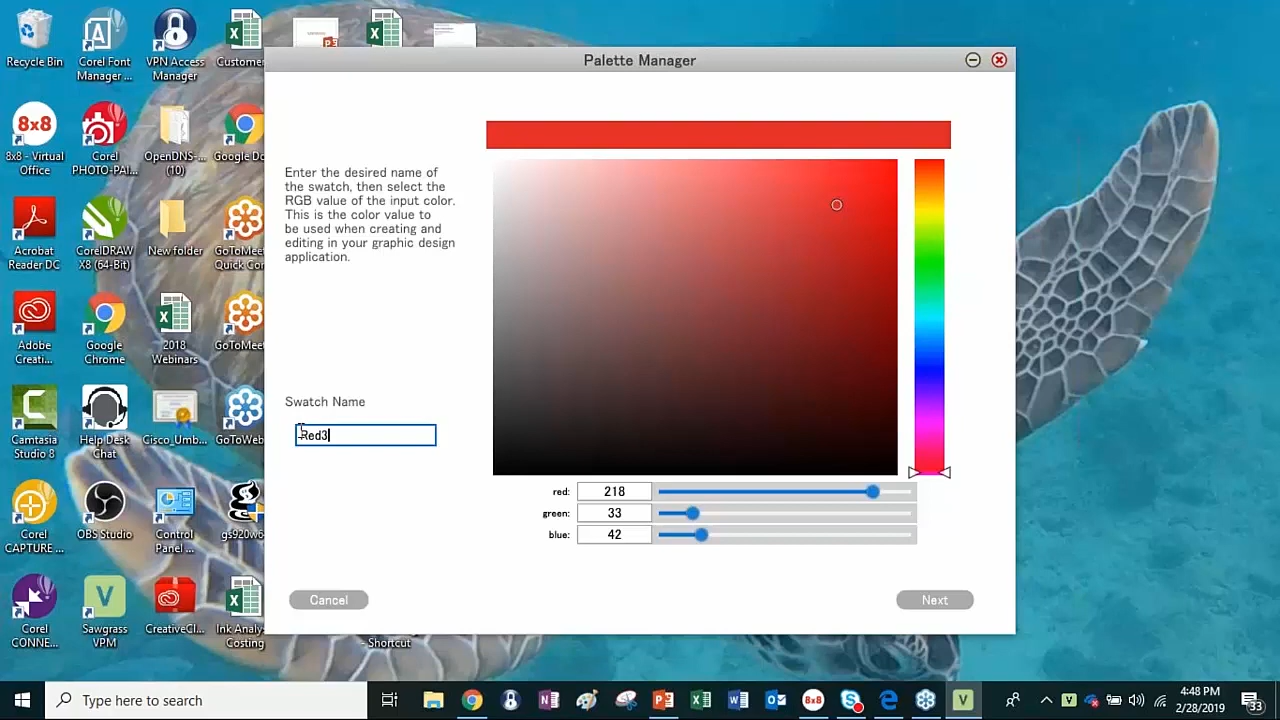 Recycle Bin
Corel Font
Manager ...
VPN Access
Manager
Customer
8x8
8x8 - Virtual
Office
Corel
PHOTO-PAI...
OpenDNS-...
(10)
Google Do
Acrobat
Reader DC
CorelDRAW
X8 (64-Bit)
New folder
GoToMeet
Quick Con
Adobe
Creati...
Google
Chrome
2018
Webinars
GoToMee
Camtasia
Studio 8
Help Desk
Chat
Cisco_Umb...
GoToWeb
Corel
CAPTURE ...
OBS Studio
Control
Panel ...
gs920w6
Corel
CONNE...
Sawgrass
VPM
CreativeCl...
Ink Analy
Costing
- Shortcut
Palette Manager
Enter the desired name of
the swatch, then select the
RGB value of the input color.
This is the color value to
be used when creating and
editing in your graphic design
application.
Swatch Name
Red3
red: 218
green: 33
blue: 42
Cancel
Next
Type here to search
8x8
4:48 PM
2/28/2019
33